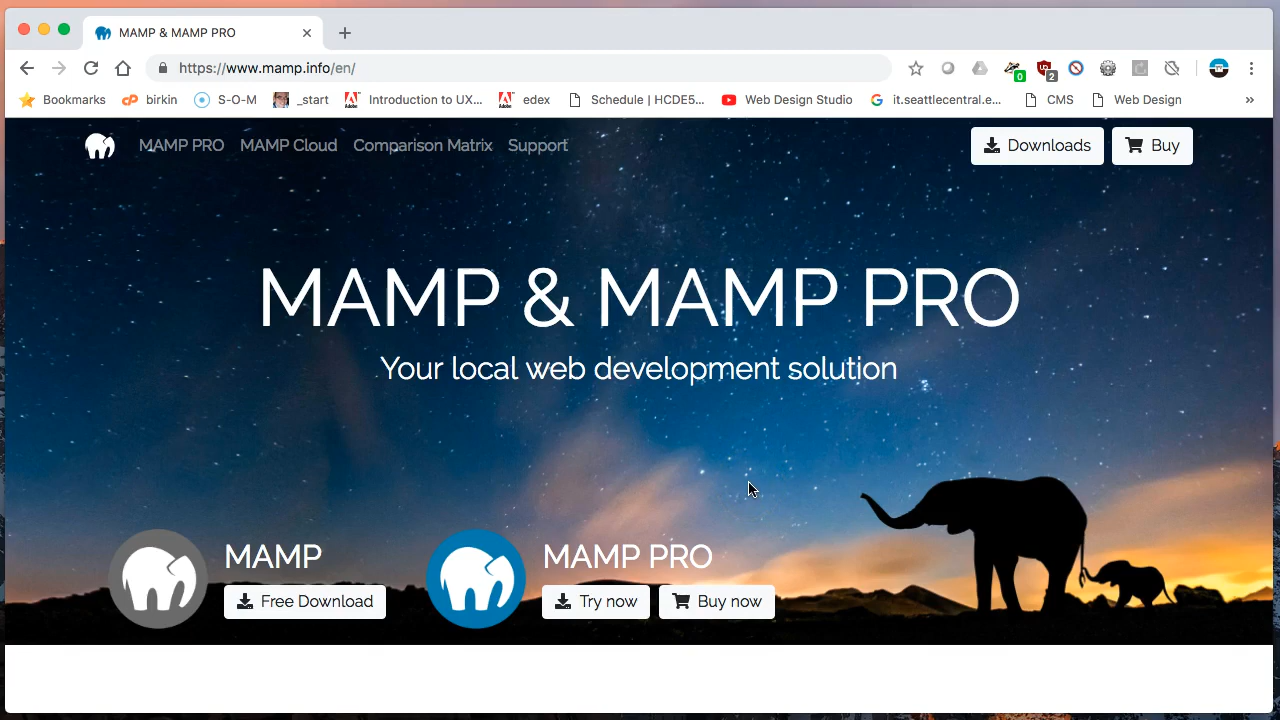 MAMP & MAMP PRO
https://www.mamp.info/en/
0
2
Bookmarks birkin S-O-M _start Introduction to UX... edex Schedule | HCDE5... Web Design Studio it.seattlecentral.e... CMS Web Design »
MAMP PRO MAMP Cloud Comparison Matrix Support Downloads Buy
MAMP & MAMP PRO
Your local web development solution
MAMP MAMP PRO
Free Download Try now Buy now